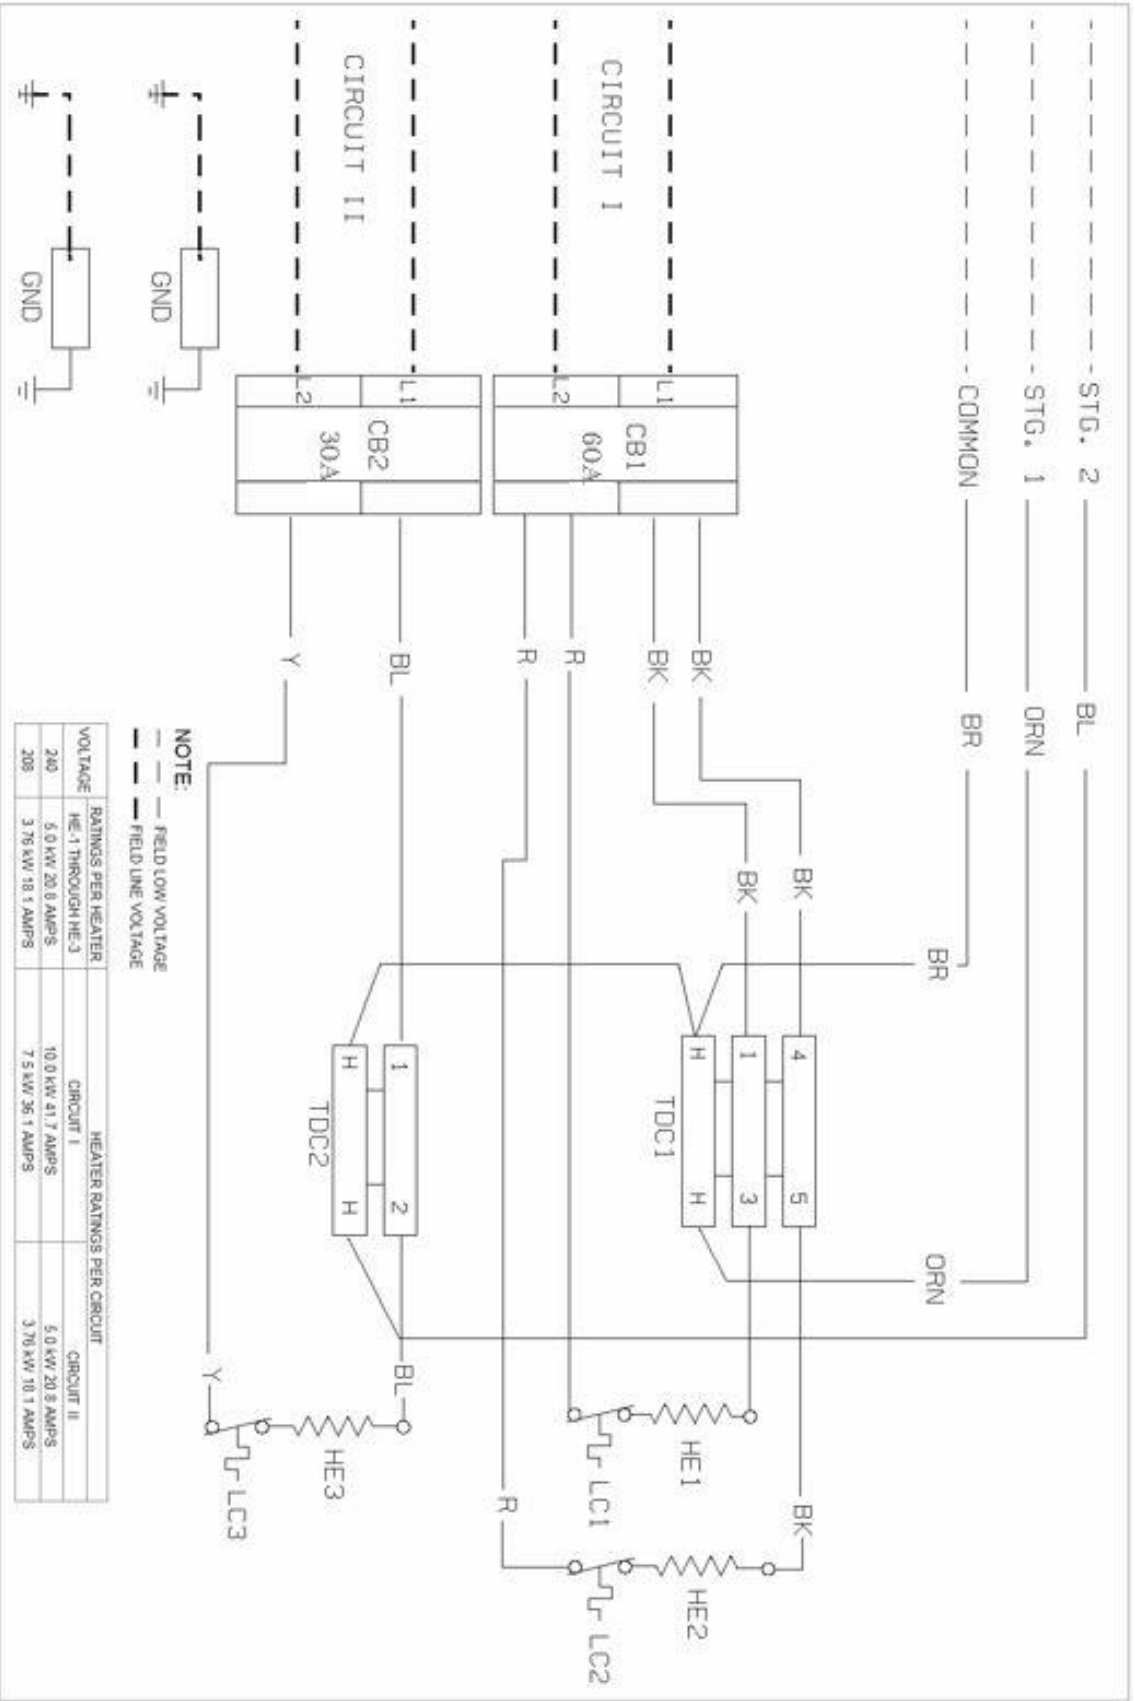 STG. 2
BL
STG. 1
ORN
COMMON
BR
BR
ORN
CIRCUIT I
L1
L2
CB1
60A
BK
BK
R
R
BK
BK
4
5
1
3
H
H
TDC1
BK
HE1
LC1
HE2
LC2
R
CIRCUIT II
L1
L2
CB2
30A
BL
Y
1
2
H
H
TDC2
BL
HE3
LC3
Y
GND
GND
NOTE:
FIELD LOW VOLTAGE
FIELD LINE VOLTAGE
VOLTAGE
RATINGS PER HEATER
HEATER RATINGS PER CIRCUIT
HE-1 THROUGH HE-3
CIRCUIT I
CIRCUIT II
240
5.0 kW 20.8 AMPS
10.0 kW 41.7 AMPS
5.0 kW 20.8 AMPS
208
3.76 kW 18.1 AMPS
7.5 kW 36.1 AMPS
3.76 kW 18.1 AMPS